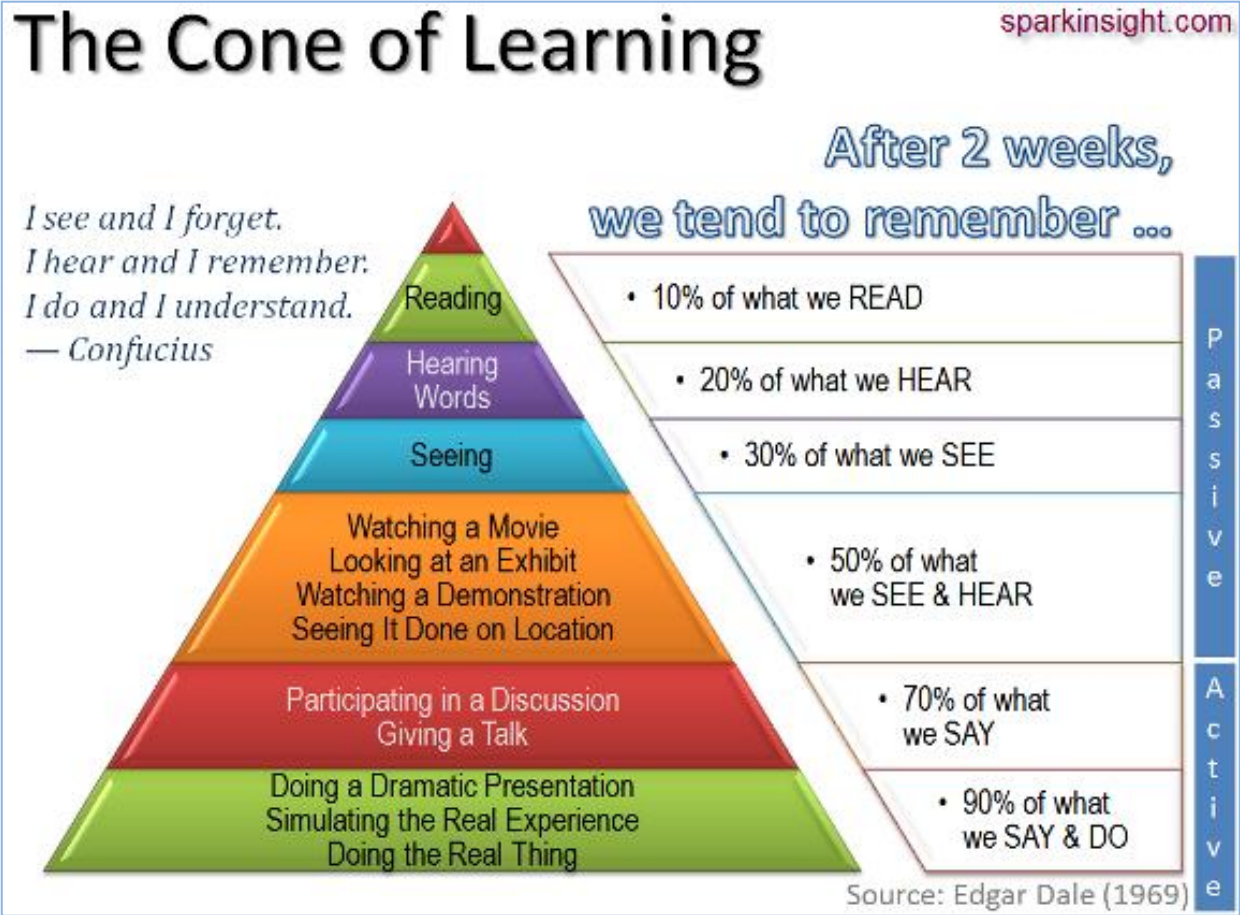 The Cone of Learning
sparkinsight.com
After 2 weeks,
we tend to remember ...
I see and I forget.
I hear and I remember.
I do and I understand.
— Confucius
Reading
• 10% of what we READ
Hearing
Words
• 20% of what we HEAR
Seeing
• 30% of what we SEE
Watching a Movie
Looking at an Exhibit
Watching a Demonstration
Seeing It Done on Location
• 50% of what
we SEE & HEAR
Passive
Participating in a Discussion
Giving a Talk
• 70% of what
we SAY
Doing a Dramatic Presentation
Simulating the Real Experience
Doing the Real Thing
• 90% of what
we SAY & DO
Active
Source: Edgar Dale (1969)